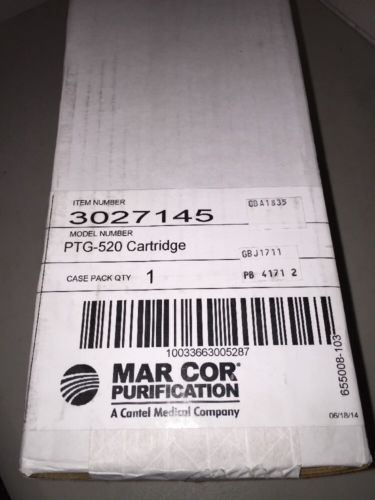 ITEM NUMBER
3027145
GBA1835
MODEL NUMBER
PTG-520 Cartridge
GBJ1711
CASE PACK QTY 1
PB 4171 2
10033663005287
MAR COR®
PURIFICATION
A Cantel Medical Company
655008-103
06/18/14